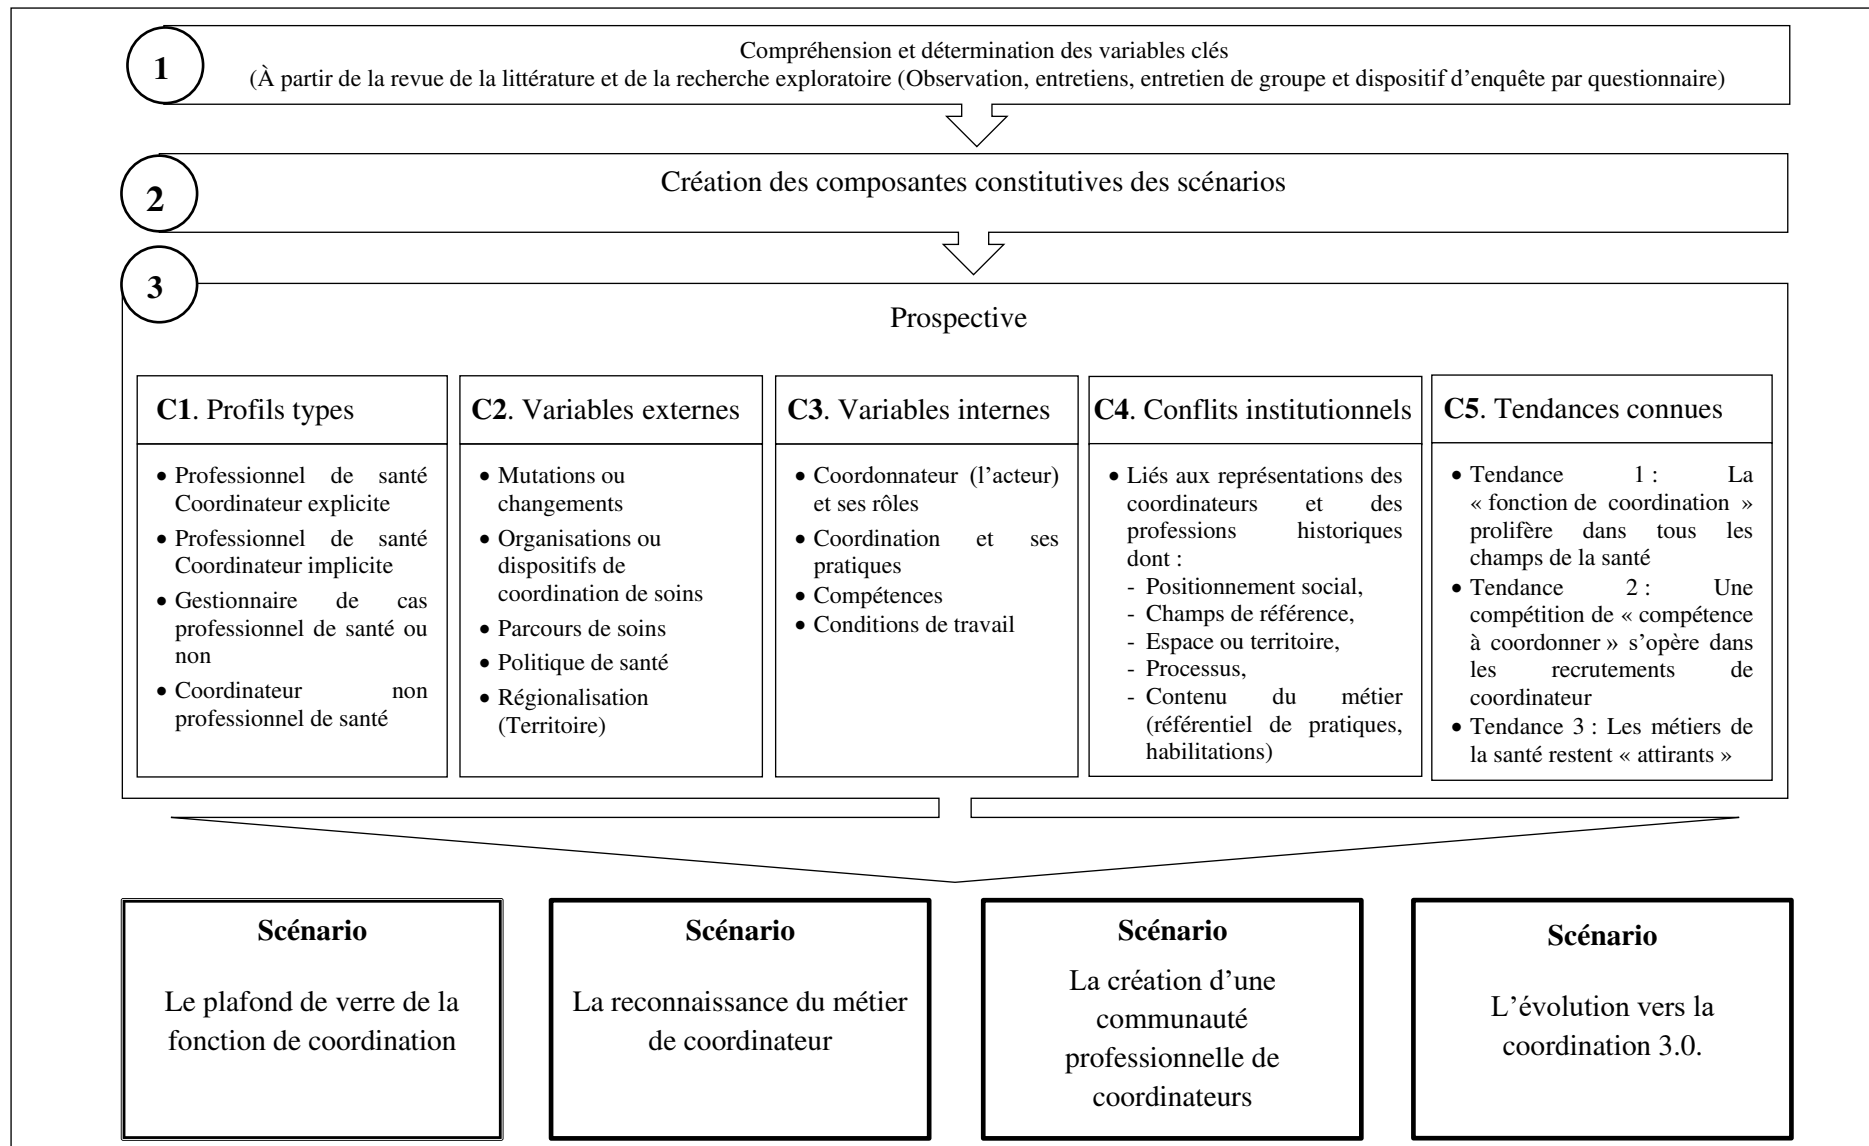 1
Compréhension et détermination des variables clés
(À partir de la revue de la littérature et de la recherche exploratoire (Observation, entretiens, entretien de groupe et dispositif d’enquête par questionnaire)
2
Création des composantes constitutives des scénarios
3
Prospective
C1. Profils types
• Professionnel de santé
Coordinateur explicite
• Professionnel de santé
Coordinateur implicite
• Gestionnaire de cas
professionnel de santé ou
non
• Coordinateur non
professionnel de santé
C2. Variables externes
• Mutations ou
changements
• Organisations ou
dispositifs de
coordination de soins
• Parcours de soins
• Politique de santé
• Régionalisation
(Territoire)
C3. Variables internes
• Coordonnateur (l’acteur)
et ses rôles
• Coordination et ses
pratiques
• Compétences
• Conditions de travail
C4. Conflits institutionnels
• Liés aux représentations des
coordinateurs et des
professions historiques
dont :
- Positionnement social,
- Champs de référence,
- Espace ou territoire,
- Processus,
- Contenu du métier
(référentiel de pratiques,
habilitations)
C5. Tendances connues
• Tendance 1 : La
« fonction de coordination »
prolifère dans tous les
champs de la santé
• Tendance 2 : Une
compétition de « compétence
à coordonner » s’opère dans
les recrutements de
coordinateur
• Tendance 3 : Les métiers de
la santé restent « attirants »
Scénario
Le plafond de verre de la
fonction de coordination
Scénario
La reconnaissance du métier
de coordinateur
Scénario
La création d’une
communauté
professionnelle de
coordinateurs
Scénario
L’évolution vers la
coordination 3.0.